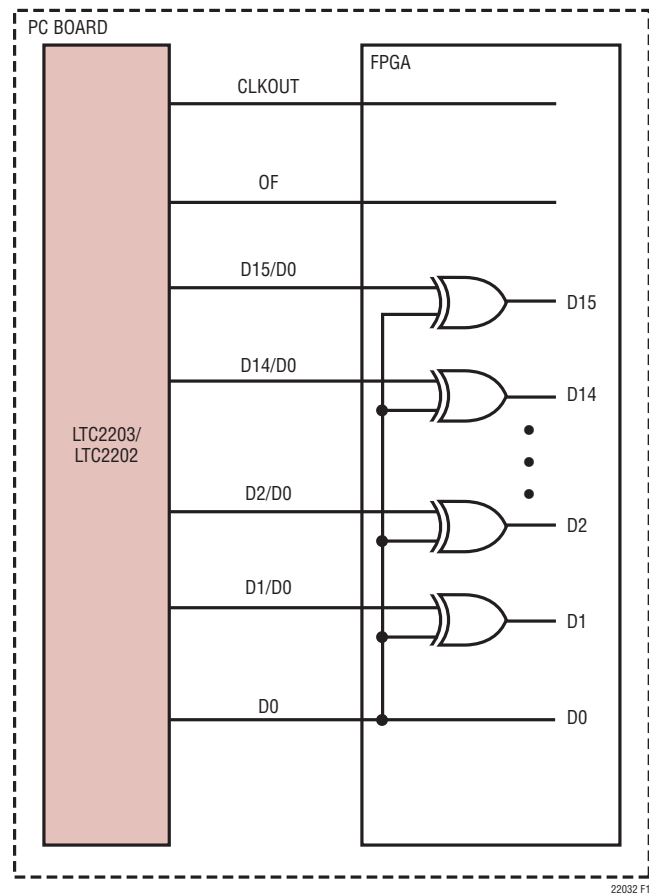 PC BOARD
FPGA
CLKOUT
OF
D15/D0
D15
D14/D0
D14
LTC2203/
LTC2202
D2/D0
D2
D1/D0
D1
D0
D0
22032 F1